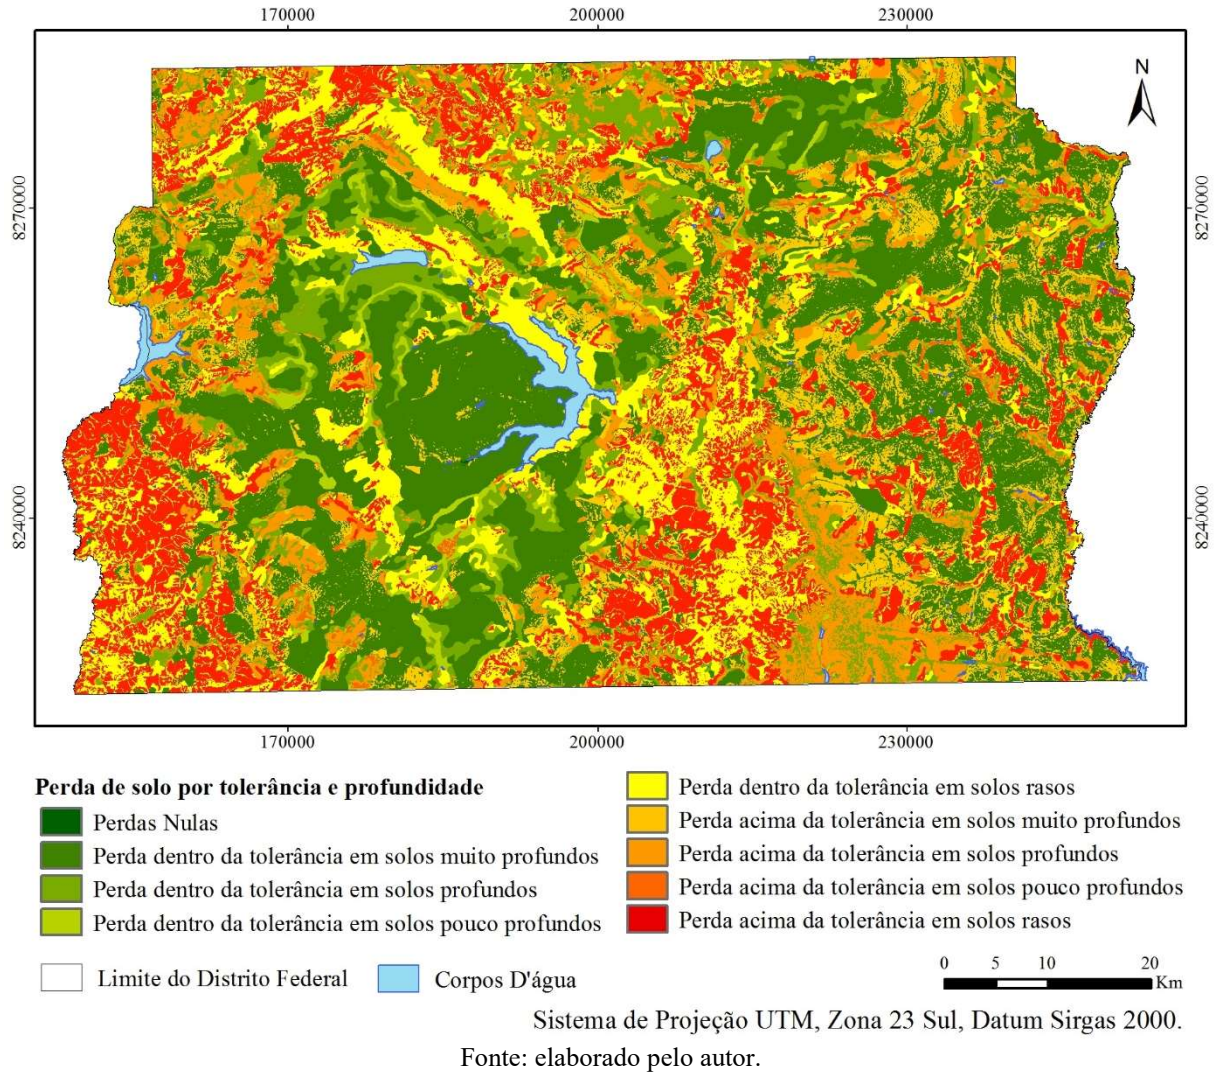 170000 200000 230000
N
8270000 8270000
8240000 8240000
170000 200000 230000
Perda de solo por tolerância e profundidade
Perdas Nulas
Perda dentro da tolerância em solos muito profundos
Perda dentro da tolerância em solos profundos
Perda dentro da tolerância em solos pouco profundos
Perda dentro da tolerância em solos rasos
Perda acima da tolerância em solos muito profundos
Perda acima da tolerância em solos profundos
Perda acima da tolerância em solos pouco profundos
Perda acima da tolerância em solos rasos
Limite do Distrito Federal
Corpos D'água
0 5 10 20
Km
Sistema de Projeção UTM, Zona 23 Sul, Datum Sirgas 2000.
Fonte: elaborado pelo autor.